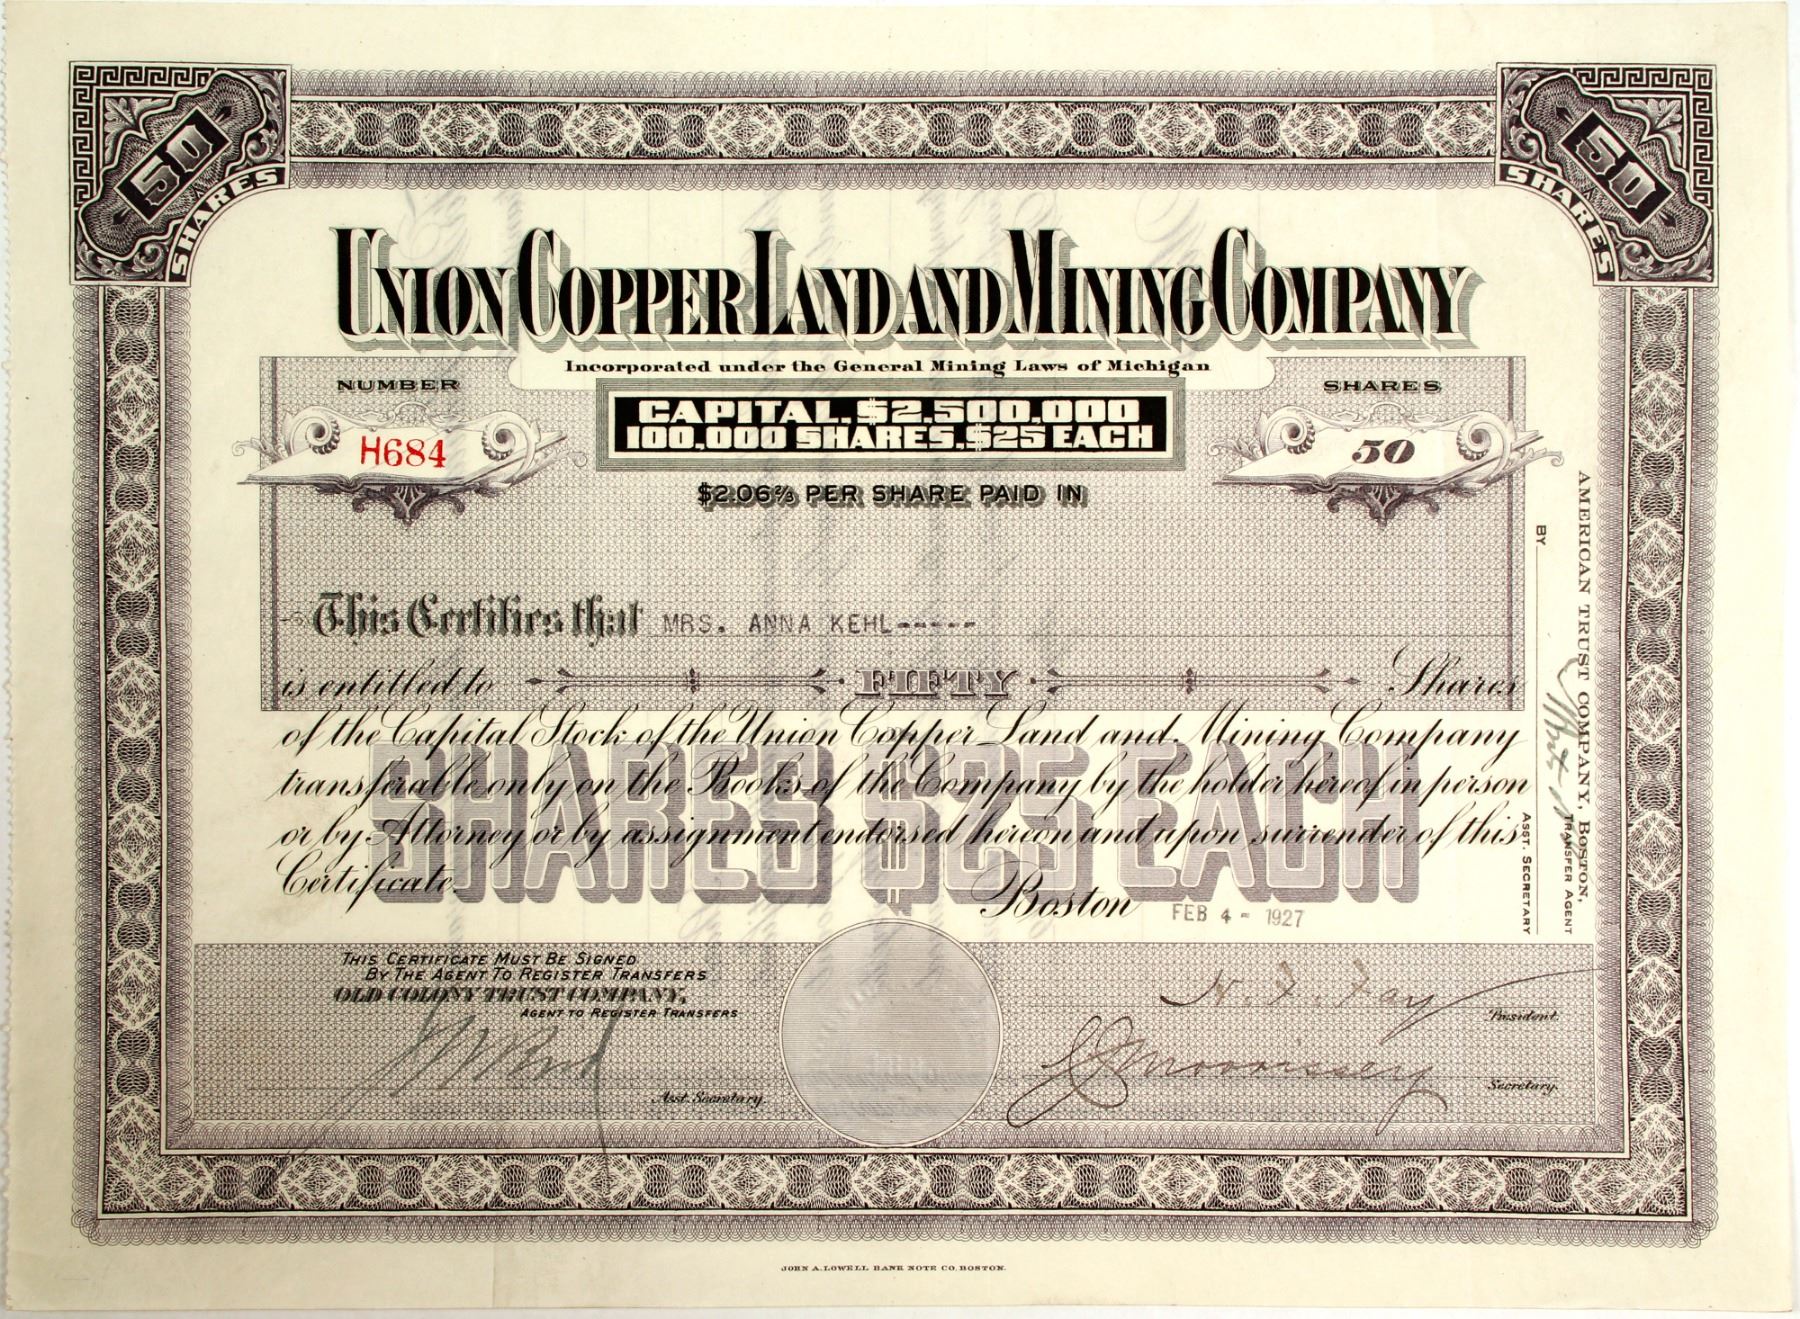 50
SHARES
50
SHARES
UNION COPPER LAND AND MINING COMPANY
Incorporated under the General Mining Laws of Michigan
NUMBER
SHARES
CAPITAL, $2,500,000
100,000 SHARES, $25 EACH
H684
50
$2.06⅔ PER SHARE PAID IN
This Certifies that MRS. ANNA KEHL-----
is entitled to FIFTY Shares
of the Capital Stock of the Union Copper Land and Mining Company
transferable only on the Books of the Company by the holder hereof in person
or by Attorney or by assignment endorsed hereon and upon surrender of this
Certificate.
SHARES $25 EACH
Boston FEB 4 - 1927
THIS CERTIFICATE MUST BE SIGNED
BY THE AGENT TO REGISTER TRANSFERS
OLD COLONY TRUST COMPANY,
AGENT TO REGISTER TRANSFERS
Asst. Secretary.
H. F. Fay
President.
J J Morrissey
Secretary.
AMERICAN TRUST COMPANY, BOSTON,
TRANSFER AGENT
BY
ASST. SECRETARY
JOHN A. LOWELL BANK NOTE CO. BOSTON.